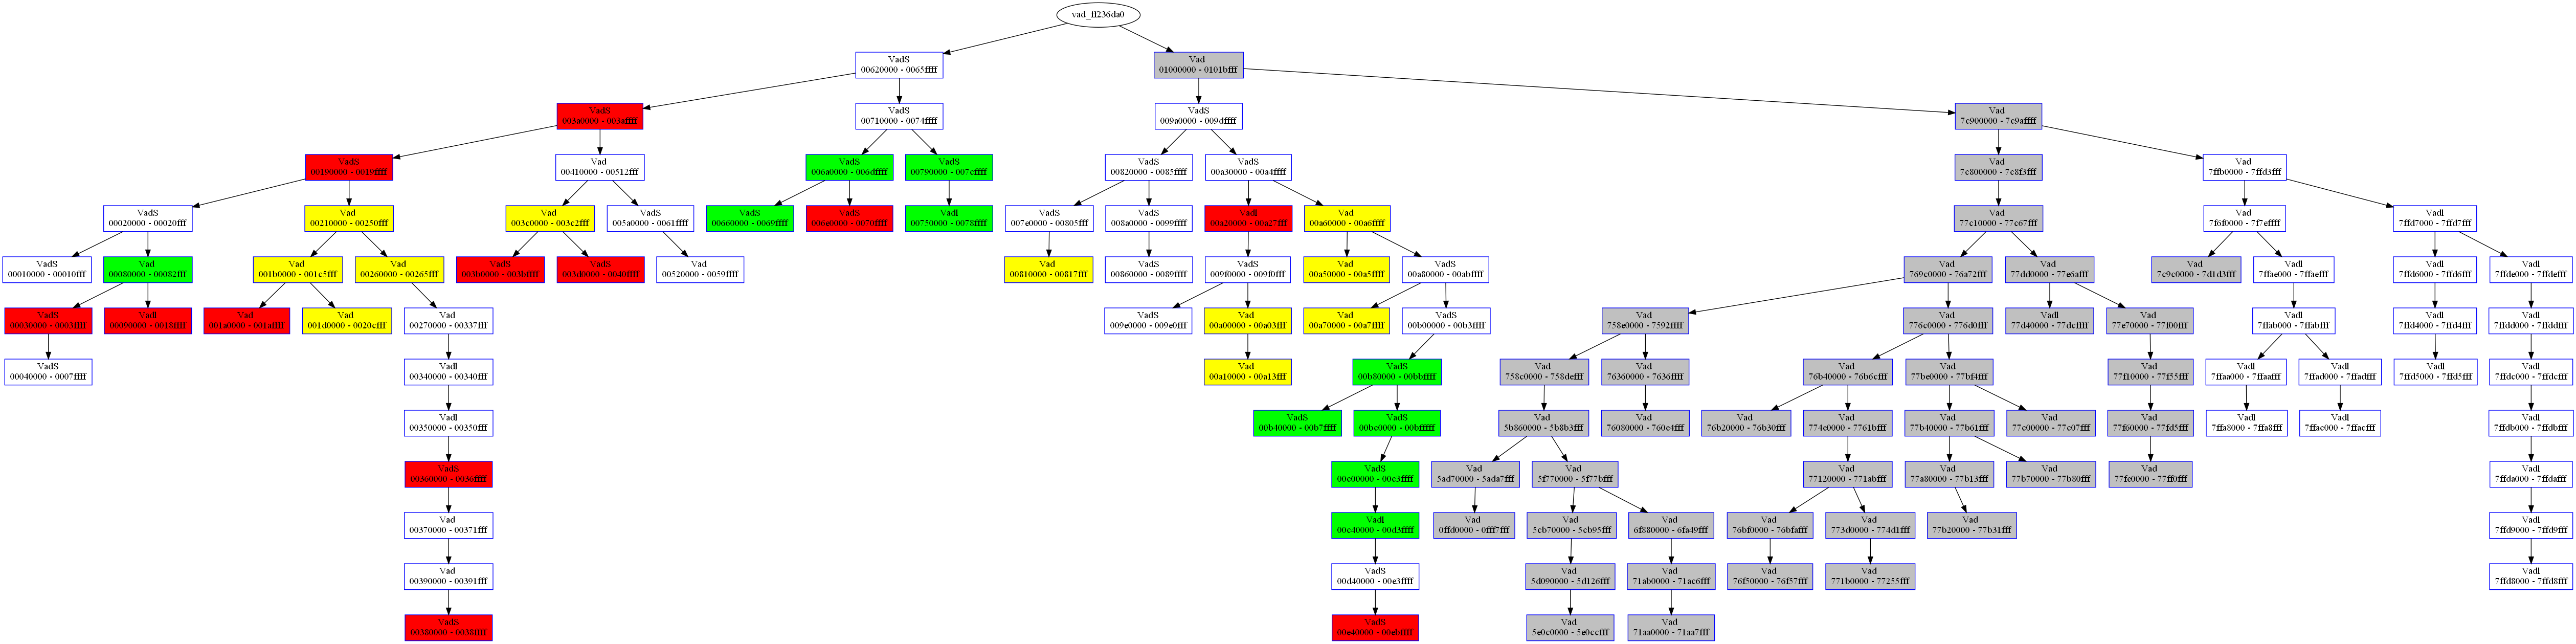 vad_ff236da0
VadS
00620000 - 0065ffff
Vad
01000000 - 0101bfff
VadS
003a0000 - 003affff
VadS
00710000 - 0074ffff
VadS
009a0000 - 009dffff
Vad
7c900000 - 7c9affff
VadS
00190000 - 0019ffff
Vad
00410000 - 00512fff
VadS
006a0000 - 006dffff
VadS
00790000 - 007cffff
VadS
00820000 - 0085ffff
VadS
00a30000 - 00a4ffff
Vad
7c800000 - 7c8f3fff
Vad
7ffb0000 - 7ffd3fff
VadS
00020000 - 00020fff
Vad
00210000 - 00250fff
Vad
003c0000 - 003c2fff
VadS
005a0000 - 0061ffff
VadS
00660000 - 0069ffff
VadS
006e0000 - 0070ffff
Vadl
00750000 - 0078ffff
VadS
007e0000 - 00805fff
VadS
008a0000 - 0099ffff
Vadl
00a20000 - 00a27fff
Vad
00a60000 - 00a6ffff
Vad
77c10000 - 77c67fff
Vad
7f6f0000 - 7f7effff
Vadl
7ffd7000 - 7ffd7fff
VadS
00010000 - 00010fff
Vad
00080000 - 00082fff
Vad
001b0000 - 001c5fff
Vad
00260000 - 00265fff
VadS
003b0000 - 003bffff
VadS
003d0000 - 0040ffff
Vad
00520000 - 0059ffff
Vad
00810000 - 00817fff
VadS
00860000 - 0089ffff
VadS
009f0000 - 009f0fff
Vad
00a50000 - 00a5ffff
VadS
00a80000 - 00abffff
Vad
769c0000 - 76a72fff
Vad
77dd0000 - 77e6afff
Vad
7c9c0000 - 7d1d3fff
Vadl
7ffae000 - 7ffaefff
Vadl
7ffd6000 - 7ffd6fff
Vadl
7ffde000 - 7ffdefff
VadS
00030000 - 0003ffff
Vadl
00090000 - 0018ffff
Vad
001a0000 - 001affff
Vad
001d0000 - 0020cfff
Vad
00270000 - 00337fff
VadS
009e0000 - 009e0fff
Vad
00a00000 - 00a03fff
Vad
00a70000 - 00a7ffff
VadS
00b00000 - 00b3ffff
Vad
758e0000 - 7592ffff
Vad
776c0000 - 776d0fff
Vadl
77d40000 - 77dcffff
Vad
77e70000 - 77f00fff
Vadl
7ffab000 - 7ffabfff
Vadl
7ffd4000 - 7ffd4fff
Vadl
7ffdd000 - 7ffddfff
VadS
00040000 - 0007ffff
Vadl
00340000 - 00340fff
Vad
00a10000 - 00a13fff
VadS
00b80000 - 00bbffff
Vad
758c0000 - 758defff
Vad
76360000 - 7636ffff
Vad
76b40000 - 76b6cfff
Vad
77be0000 - 77bf4fff
Vad
77f10000 - 77f55fff
Vadl
7ffaa000 - 7ffaafff
Vadl
7ffad000 - 7ffadfff
Vadl
7ffd5000 - 7ffd5fff
Vadl
7ffdc000 - 7ffdcfff
Vadl
00350000 - 00350fff
VadS
00b40000 - 00b7ffff
VadS
00bc0000 - 00bfffff
Vad
5b860000 - 5b8b3fff
Vad
76080000 - 760e4fff
Vad
76b20000 - 76b30fff
Vad
774e0000 - 7761bfff
Vad
77b40000 - 77b61fff
Vad
77c00000 - 77c07fff
Vad
77f60000 - 77fd5fff
Vadl
7ffa8000 - 7ffa8fff
Vadl
7ffac000 - 7ffacfff
Vadl
7ffdb000 - 7ffdbfff
VadS
00360000 - 0036ffff
VadS
00c00000 - 00c3ffff
Vad
5ad70000 - 5ada7fff
Vad
5f770000 - 5f77bfff
Vad
77120000 - 771abfff
Vad
77a80000 - 77b13fff
Vad
77b70000 - 77b80fff
Vad
77fe0000 - 77ff0fff
Vadl
7ffda000 - 7ffdafff
Vad
00370000 - 00371fff
Vadl
00c40000 - 00d3ffff
Vad
0ffd0000 - 0fff7fff
Vad
5cb70000 - 5cb95fff
Vad
6f880000 - 6fa49fff
Vad
76bf0000 - 76bfafff
Vad
773d0000 - 774d1fff
Vad
77b20000 - 77b31fff
Vadl
7ffd9000 - 7ffd9fff
Vad
00390000 - 00391fff
VadS
00d40000 - 00e3ffff
Vad
5d090000 - 5d126fff
Vad
71ab0000 - 71ac6fff
Vad
76f50000 - 76f57fff
Vad
771b0000 - 77255fff
Vadl
7ffd8000 - 7ffd8fff
VadS
00380000 - 0038ffff
VadS
00e40000 - 00ebffff
Vad
5e0c0000 - 5e0ccfff
Vad
71aa0000 - 71aa7fff